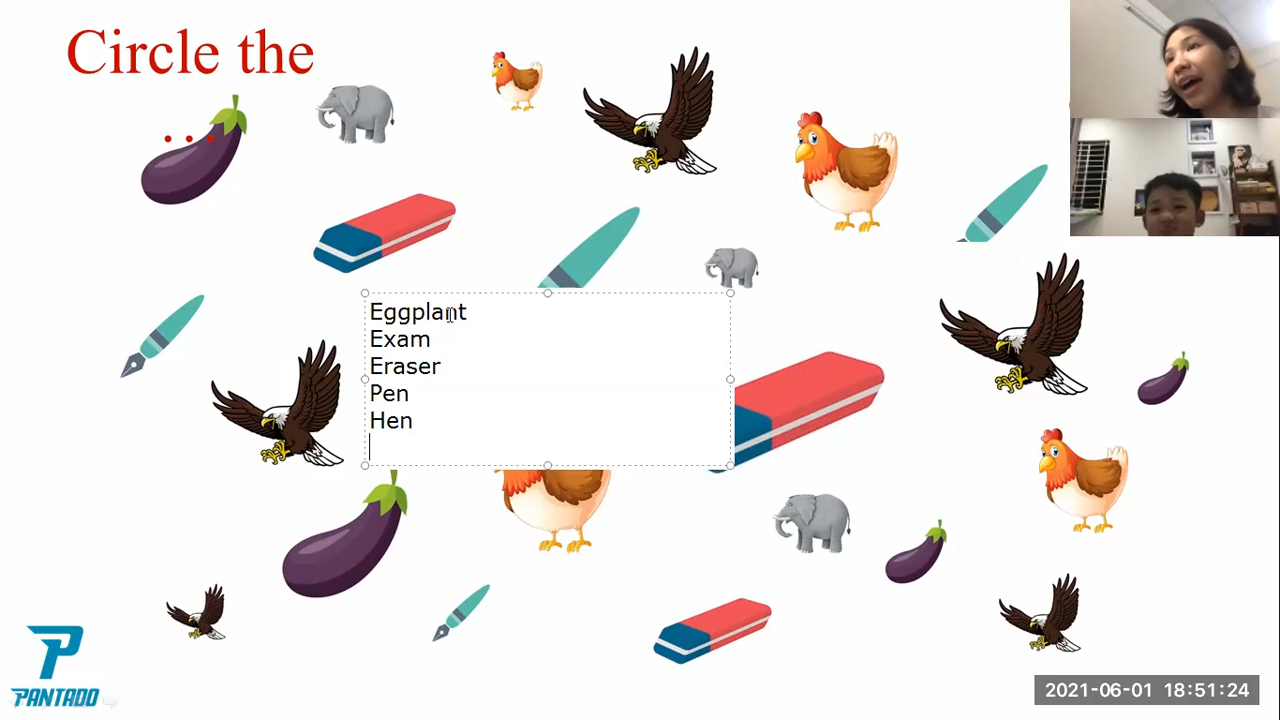 Circle the
...
Eggplant
Exam
Eraser
Pen
Hen
PANTADO
2021-06-01 18:51:24